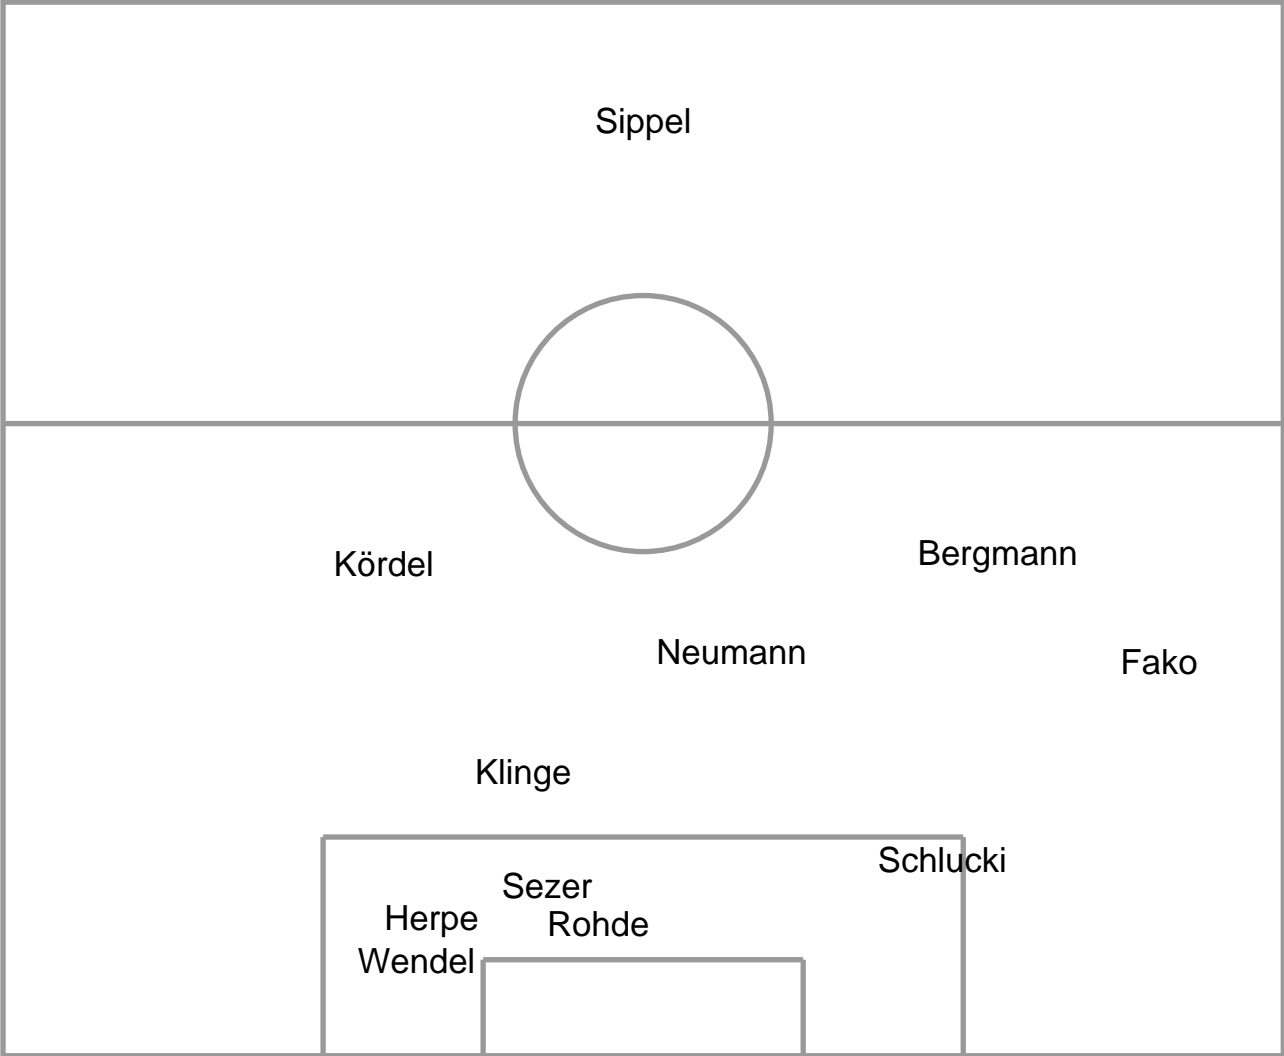 Sippel
Bergmann
Kördel
Neumann
Fako
Klinge
Schlucki
Sezer
Herpe
Rohde
Wendel